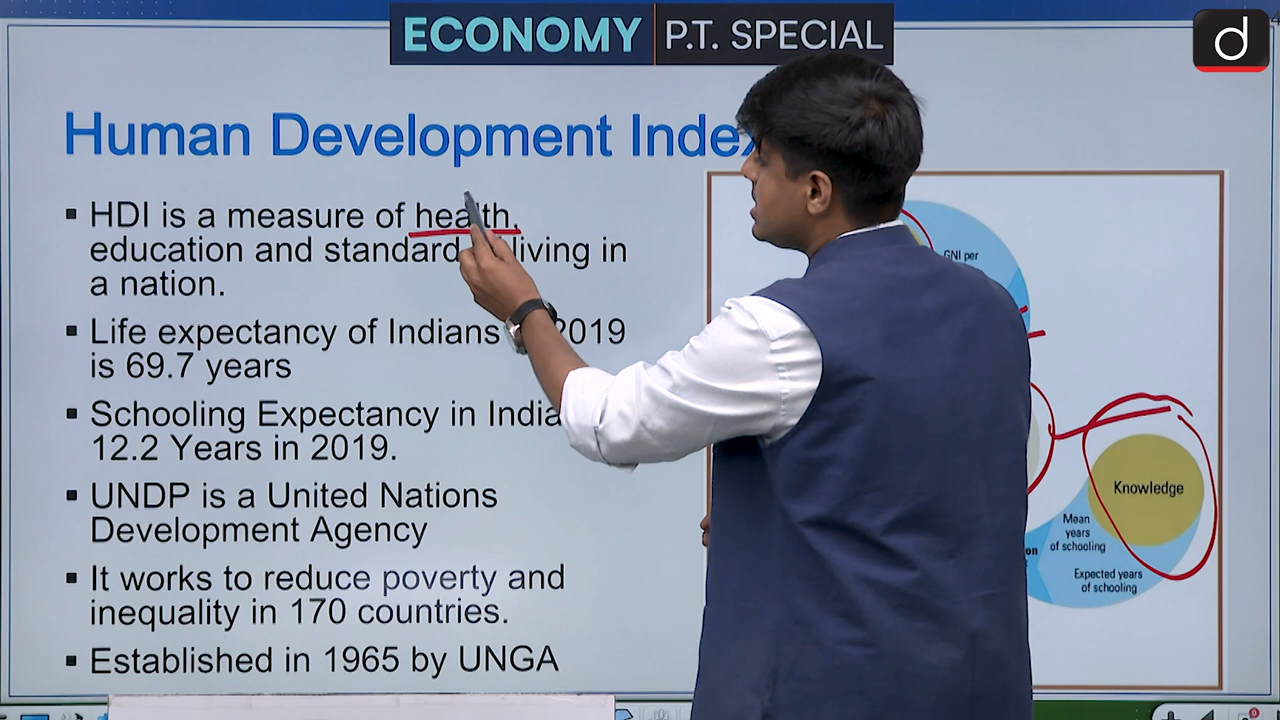 ECONOMY P.T. SPECIAL
d
Human Development Index
▪ HDI is a measure of health,
education and standard living in
a nation.
▪ Life expectancy of Indians 2019
is 69.7 years
▪ Schooling Expectancy in India
12.2 Years in 2019.
▪ UNDP is a United Nations
Development Agency
▪ It works to reduce poverty and
inequality in 170 countries.
▪ Established in 1965 by UNGA
GNI per
Knowledge
Mean
years
of schooling
Expected years
of schooling